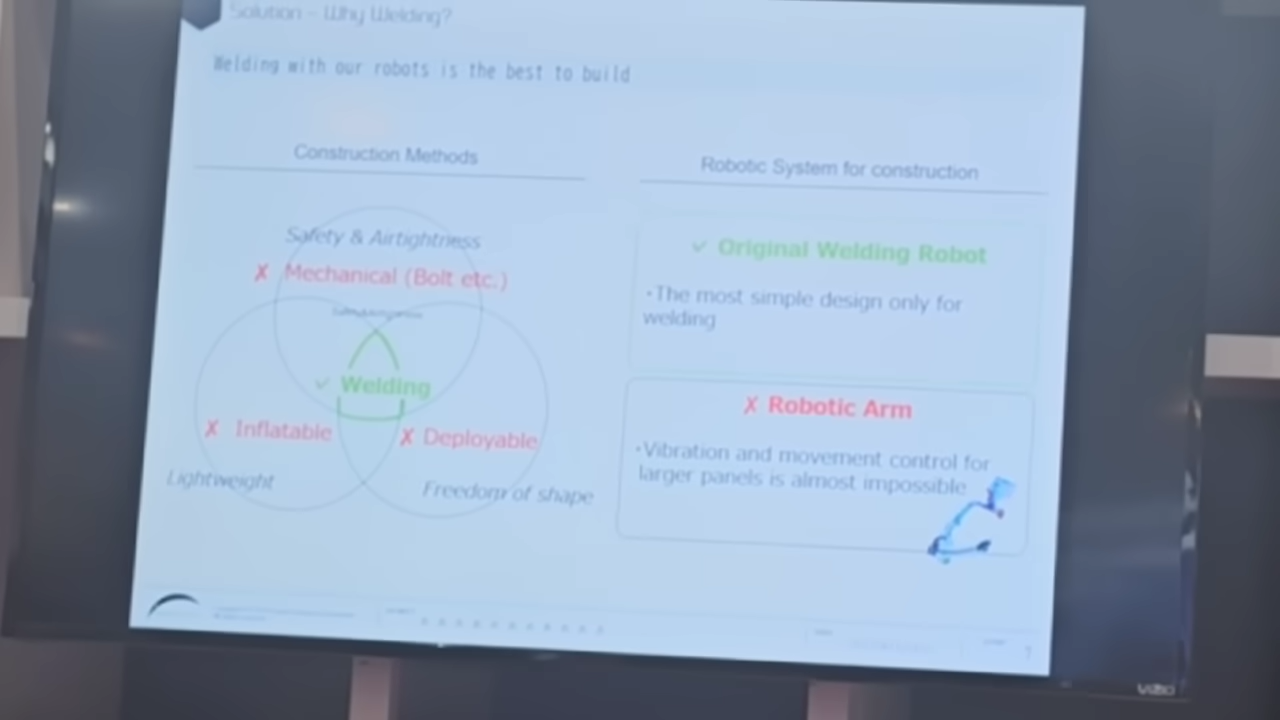 Solution - Why Welding?
Welding with our robots is the best to build
Construction Methods
Safety & Airtightness
✗ Mechanical (Bolt etc.)
✓ Welding
✗ Inflatable
✗ Deployable
Lightweight
Freedom of shape
Robotic System for construction
✓ Original Welding Robot
・The most simple design only for
welding
✗ Robotic Arm
・Vibration and movement control for
larger panels is almost impossible
VIZIO